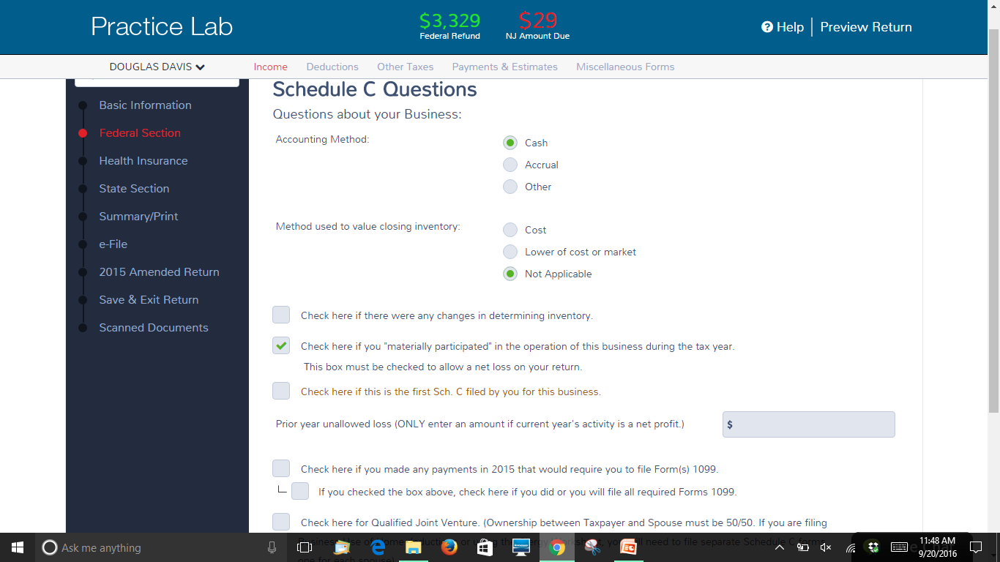 Practice Lab
$3,329
Federal Refund
$29
NJ Amount Due
Help
Preview Return
DOUGLAS DAVIS
Income
Deductions
Other Taxes
Payments & Estimates
Miscellaneous Forms
Basic Information
Federal Section
Health Insurance
State Section
Summary/Print
e-File
2015 Amended Return
Save & Exit Return
Scanned Documents
Schedule C Questions
Questions about your Business:
Accounting Method:
Cash
Accrual
Other
Method used to value closing inventory:
Cost
Lower of cost or market
Not Applicable
Check here if there were any changes in determining inventory.
Check here if you "materially participated" in the operation of this business during the tax year.
This box must be checked to allow a net loss on your return.
Check here if this is the first Sch. C filed by you for this business.
Prior year unallowed loss (ONLY enter an amount if current year's activity is a net profit.)
$
Check here if you made any payments in 2015 that would require you to file Form(s) 1099.
If you checked the box above, check here if you did or you will file all required Forms 1099.
Check here for Qualified Joint Venture. (Ownership between Taxpayer and Spouse must be 50/50. If you are filing
need to file separate Schedule C forms
one for each spouse)
Ask me anything
11:48 AM
9/20/2016